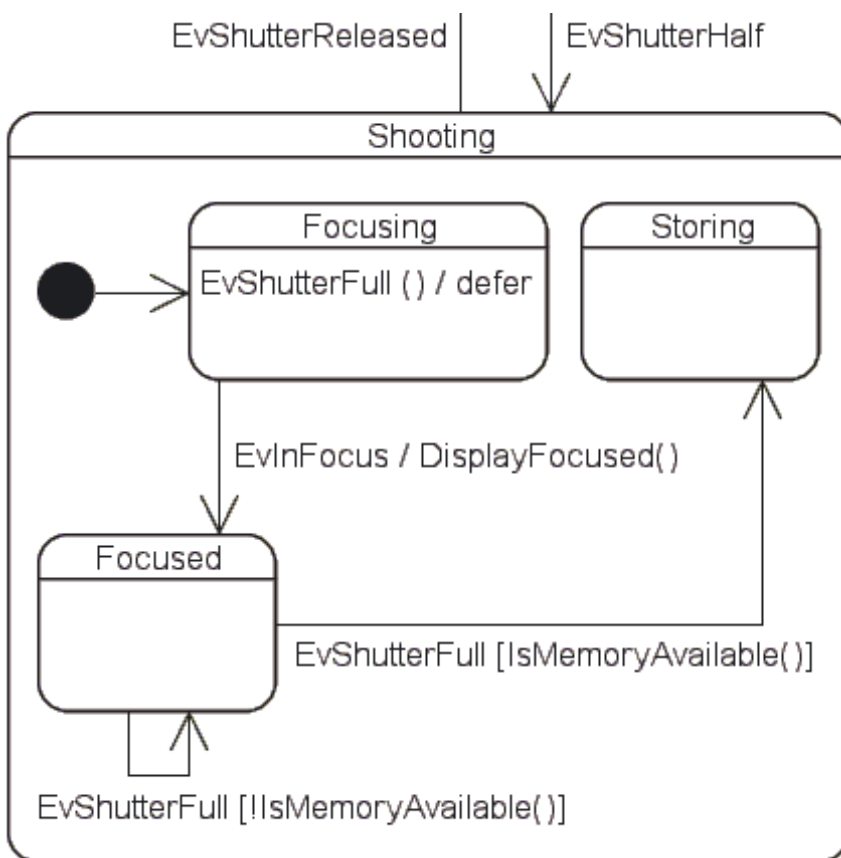 EvShutterReleased
EvShutterHalf
Shooting
Focusing
Storing
EvShutterFull () / defer
EvInFocus / DisplayFocused()
Focused
EvShutterFull [IsMemoryAvailable()]
EvShutterFull [!IsMemoryAvailable()]